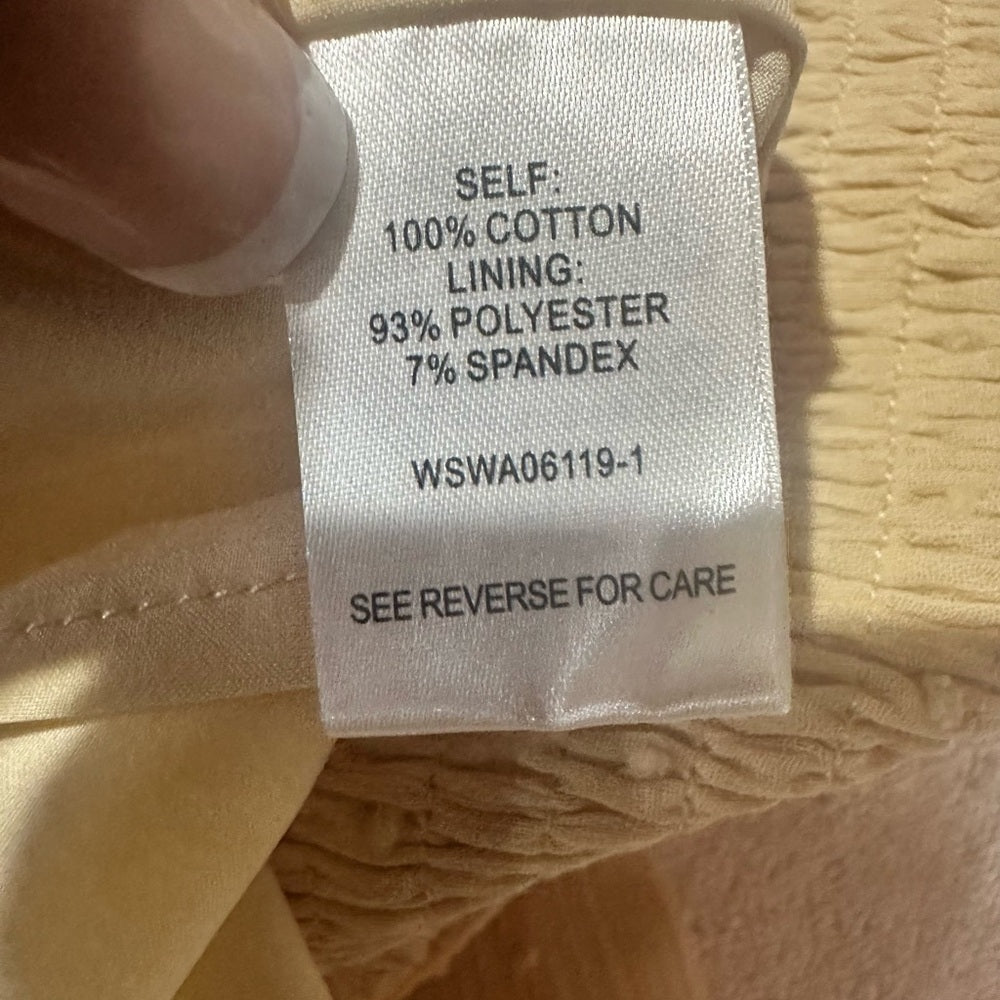 SELF:
100% COTTON
LINING:
93% POLYESTER
7% SPANDEX
WSWA06119-1
SEE REVERSE FOR CARE